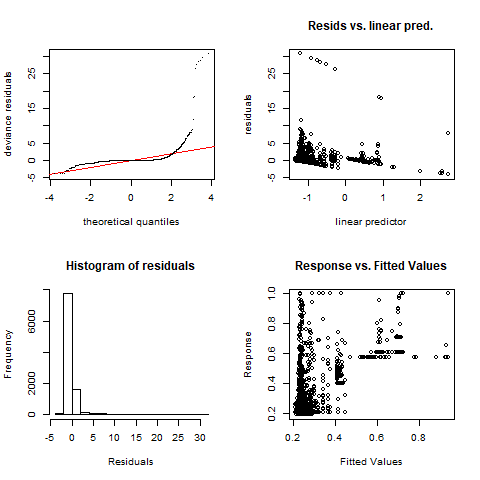 Resids vs. linear pred.
deviance residuals
-5 0 5 15 25
-4 -2 0 2 4
theoretical quantiles
residuals
-5 0 5 15 25
-1 0 1 2
linear predictor
Histogram of residuals
Response vs. Fitted Values
Frequency
0 2000 6000
-5 0 5 10 15 20 25 30
Residuals
Response
0.2 0.4 0.6 0.8 1.0
0.2 0.4 0.6 0.8
Fitted Values